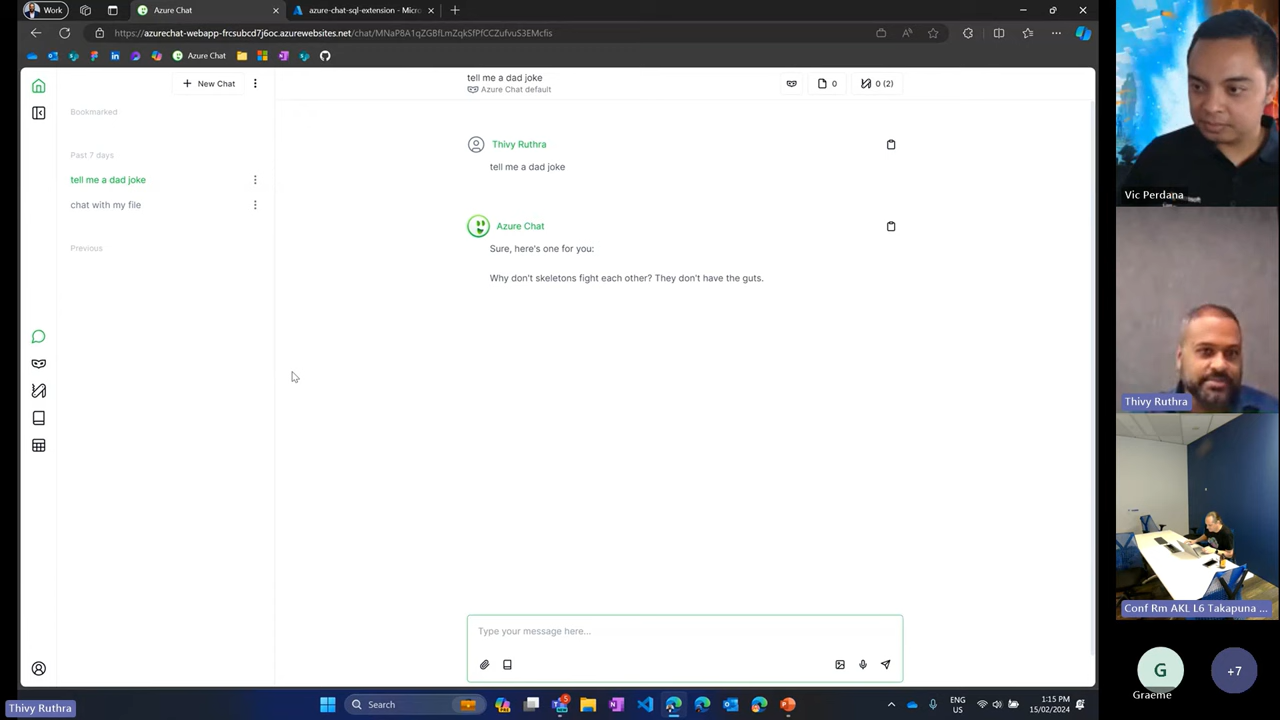 Work
Azure Chat
azure-chat-sql-extension - Micro
https://azurechat-webapp-frcsubcd7j6oc.azurewebsites.net/chat/MNaP8A1qZGBfLmZqkSfPfCCZufvuS3EMcfis
Azure Chat
New Chat
Bookmarked
Past 7 days
tell me a dad joke
chat with my file
Previous
tell me a dad joke
Azure Chat default
0
0 (2)
Thivy Ruthra
tell me a dad joke
Azure Chat
Sure, here's one for you:
Why don't skeletons fight each other? They don't have the guts.
Type your message here...
Vic Perdana
Thivy Ruthra
Conf Rm AKL L6 Takapuna ...
G
Graeme
+7
Thivy Ruthra
Search
5
ENG
US
1:15 PM
15/02/2024